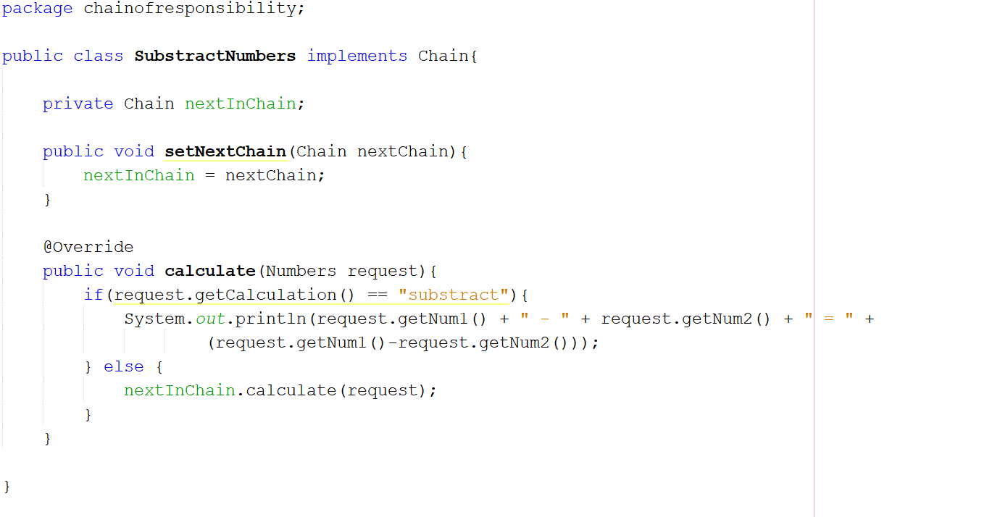 package chainofresponsibility;
public class SubstractNumbers implements Chain{
private Chain nextInChain;
public void setNextChain(Chain nextChain){
nextInChain = nextChain;
}
@Override
public void calculate(Numbers request){
if(request.getCalculation() == "substract"){
System.out.println(request.getNum1() + " - " + request.getNum2() + " = " +
(request.getNum1()-request.getNum2()));
} else {
nextInChain.calculate(request);
}
}
}